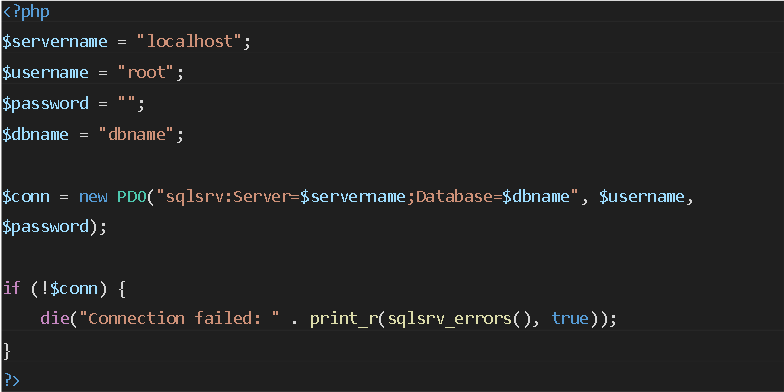 <?php
$servername = "localhost";
$username = "root";
$password = "";
$dbname = "dbname";
$conn = new PDO("sqlsrv:Server=$servername;Database=$dbname", $username,
$password);
if (!$conn) {
    die("Connection failed: " . print_r(sqlsrv_errors(), true));
}
?>